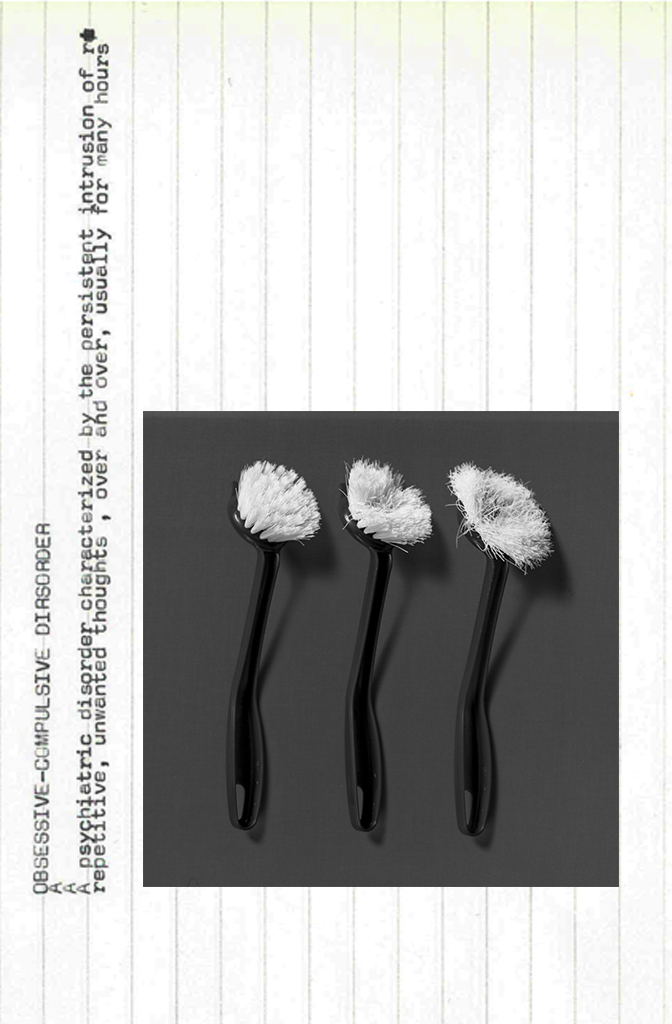 OBSESSIVE-COMPULSIVE DIRSORDER
A
A
A psychiatric disorder characterized by the persistent intrusion of r
repetitive, unwanted thoughts , over and over, usually for many hours